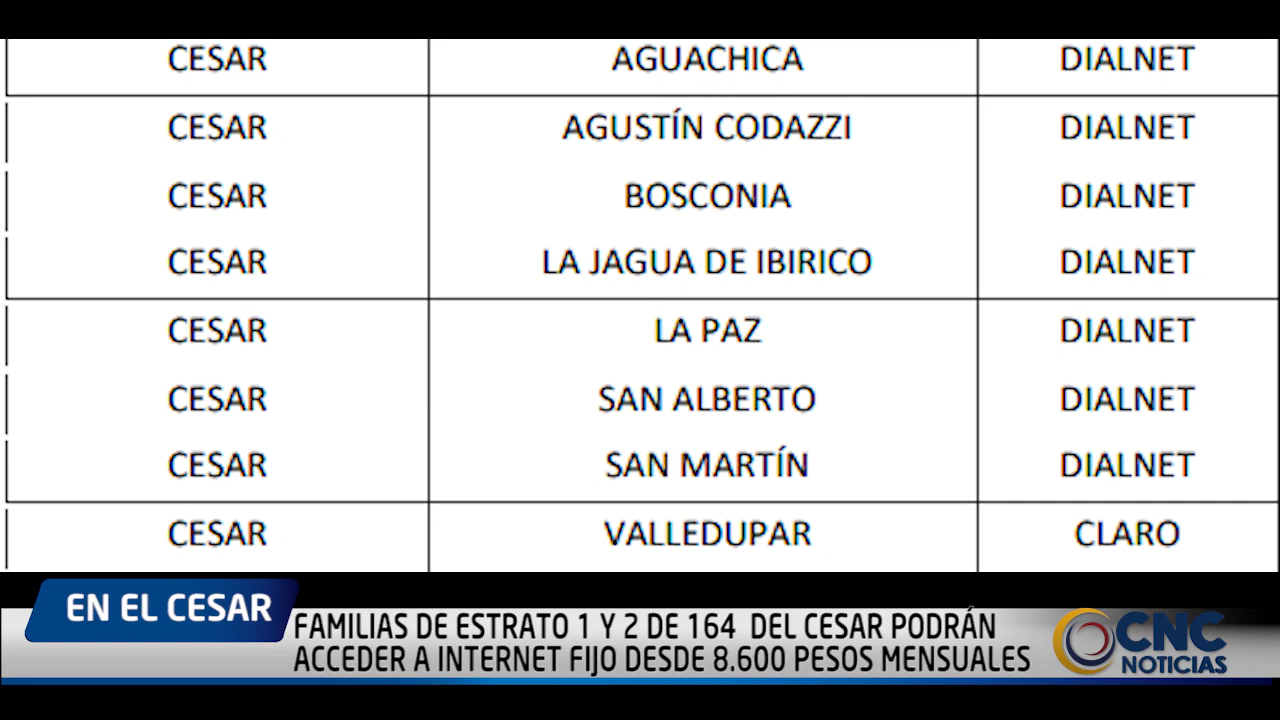 CESAR AGUACHICA DIALNET
CESAR AGUSTÍN CODAZZI DIALNET
CESAR BOSCONIA DIALNET
CESAR LA JAGUA DE IBIRICO DIALNET
CESAR LA PAZ DIALNET
CESAR SAN ALBERTO DIALNET
CESAR SAN MARTÍN DIALNET
CESAR VALLEDUPAR CLARO
EN EL CESAR
FAMILIAS DE ESTRATO 1 Y 2 DE 164 DEL CESAR PODRÁN
ACCEDER A INTERNET FIJO DESDE 8.600 PESOS MENSUALES
CNC
NOTICIAS